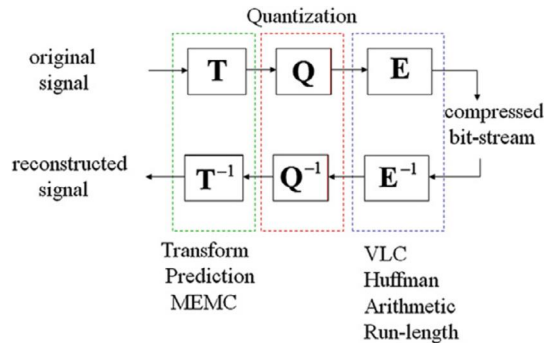 Quantization
original
signal
T
Q
E
compressed
bit-stream
reconstructed
signal
T⁻¹
Q⁻¹
E⁻¹
Transform
Prediction
MEMC
VLC
Huffman
Arithmetic
Run-length